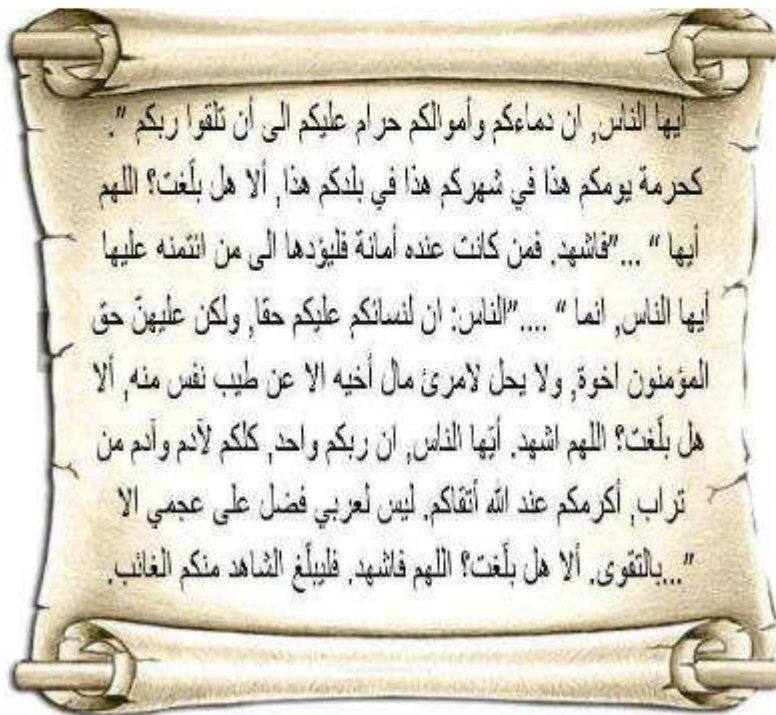 أيها الناس, ان دماءكم وأموالكم حرام عليكم الى أن تلقوا ربكم ".
كحرمة يومكم هذا في شهركم هذا في بلدكم هذا, ألا هل بلّغت؟ اللهم
فاشهد. فمن كانت عنده أمانة فليؤدها الى من ائتمنه عليها"... " أيها
الناس: ان لنسائكم عليكم حقا, ولكن عليهنّ حق".... " أيها الناس, انما
المؤمنون اخوة, ولا يحل لامرئ مال أخيه الا عن طيب نفس منه, ألا
هل بلّغت؟ اللهم اشهد. أيّها الناس, ان ربكم واحد, كلكم لآدم وآدم من
تراب, أكرمكم عند الله أتقاكم. ليس لعربي فضل على عجمي الا
بالتقوى. ألا هل بلّغت؟ اللهم فاشهد. فليبلّغ الشاهد منكم الغائب..."